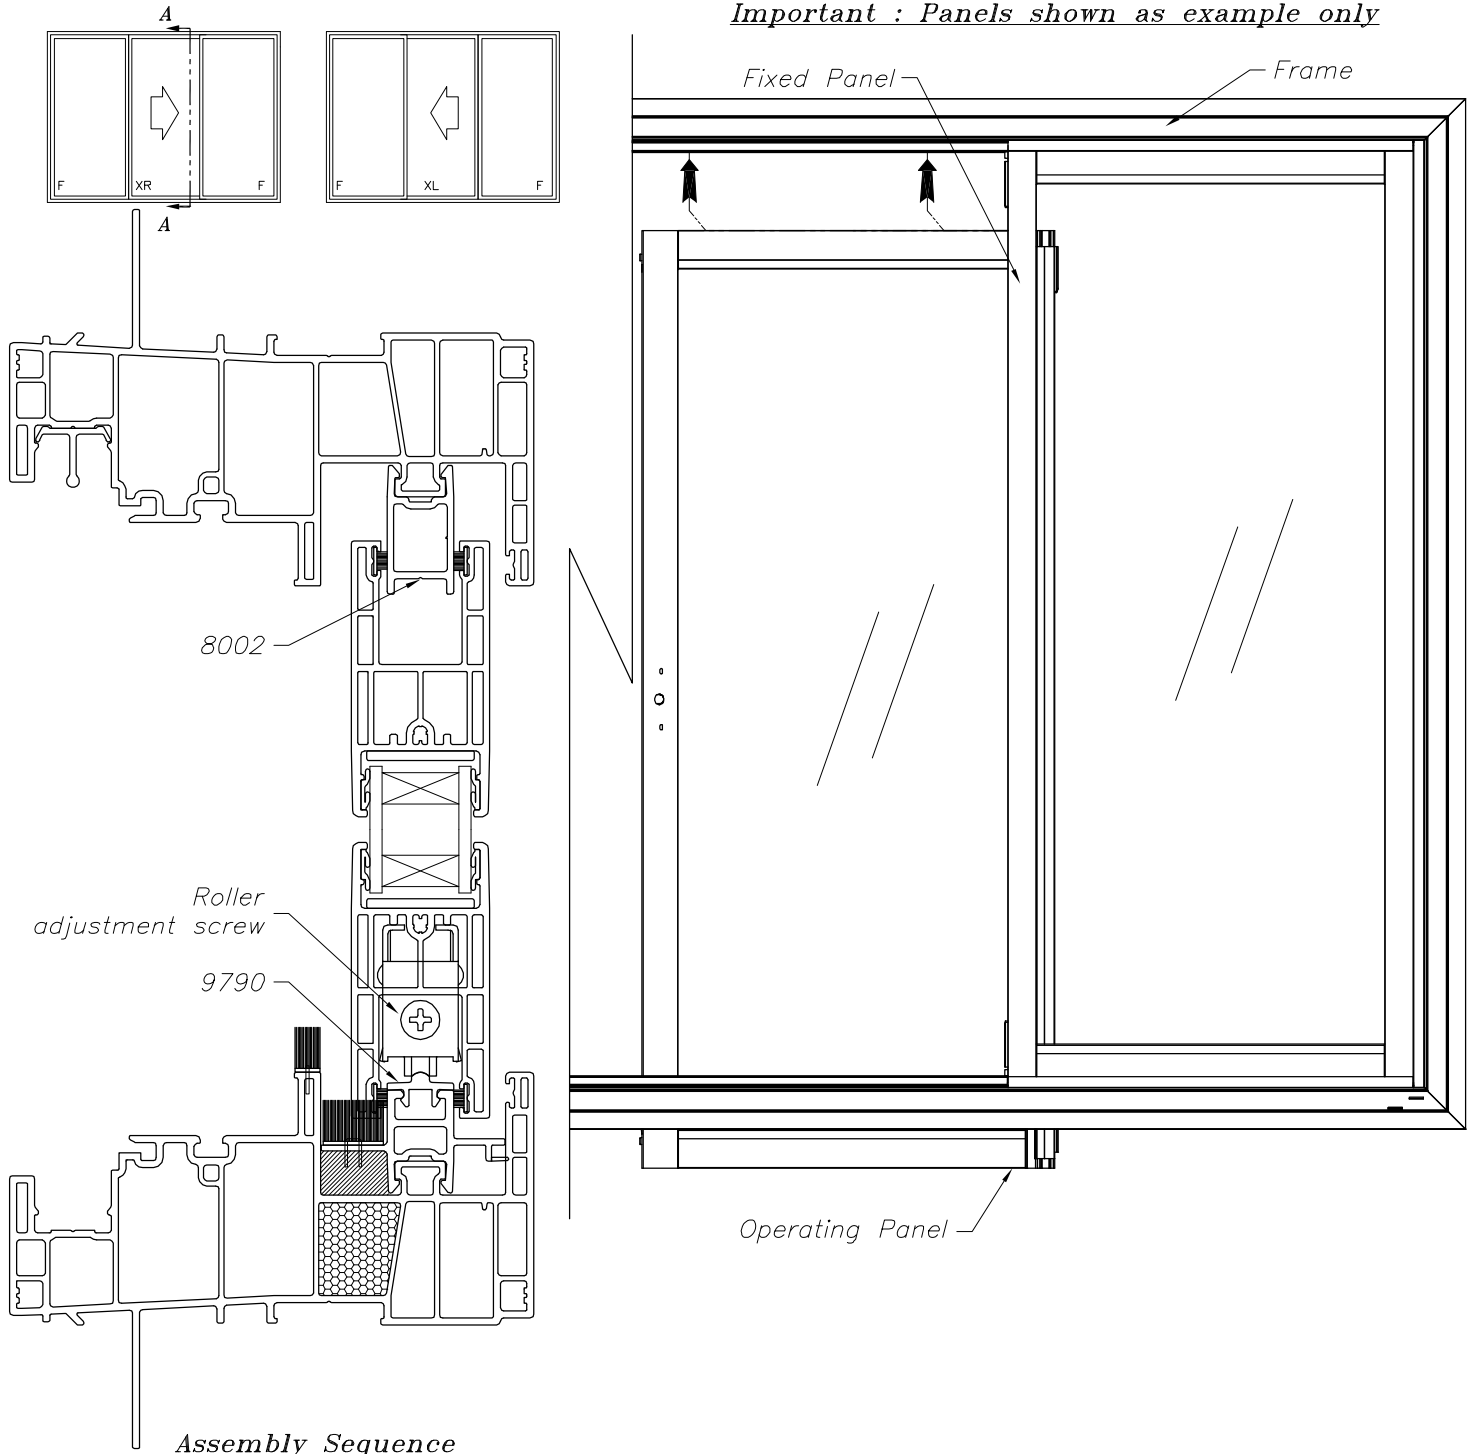 Important : Panels shown as example only
A
F XR F
A
F XL F
Fixed Panel
Frame
8002
Roller
adjustment screw
9790
Operating Panel
Assembly Sequence